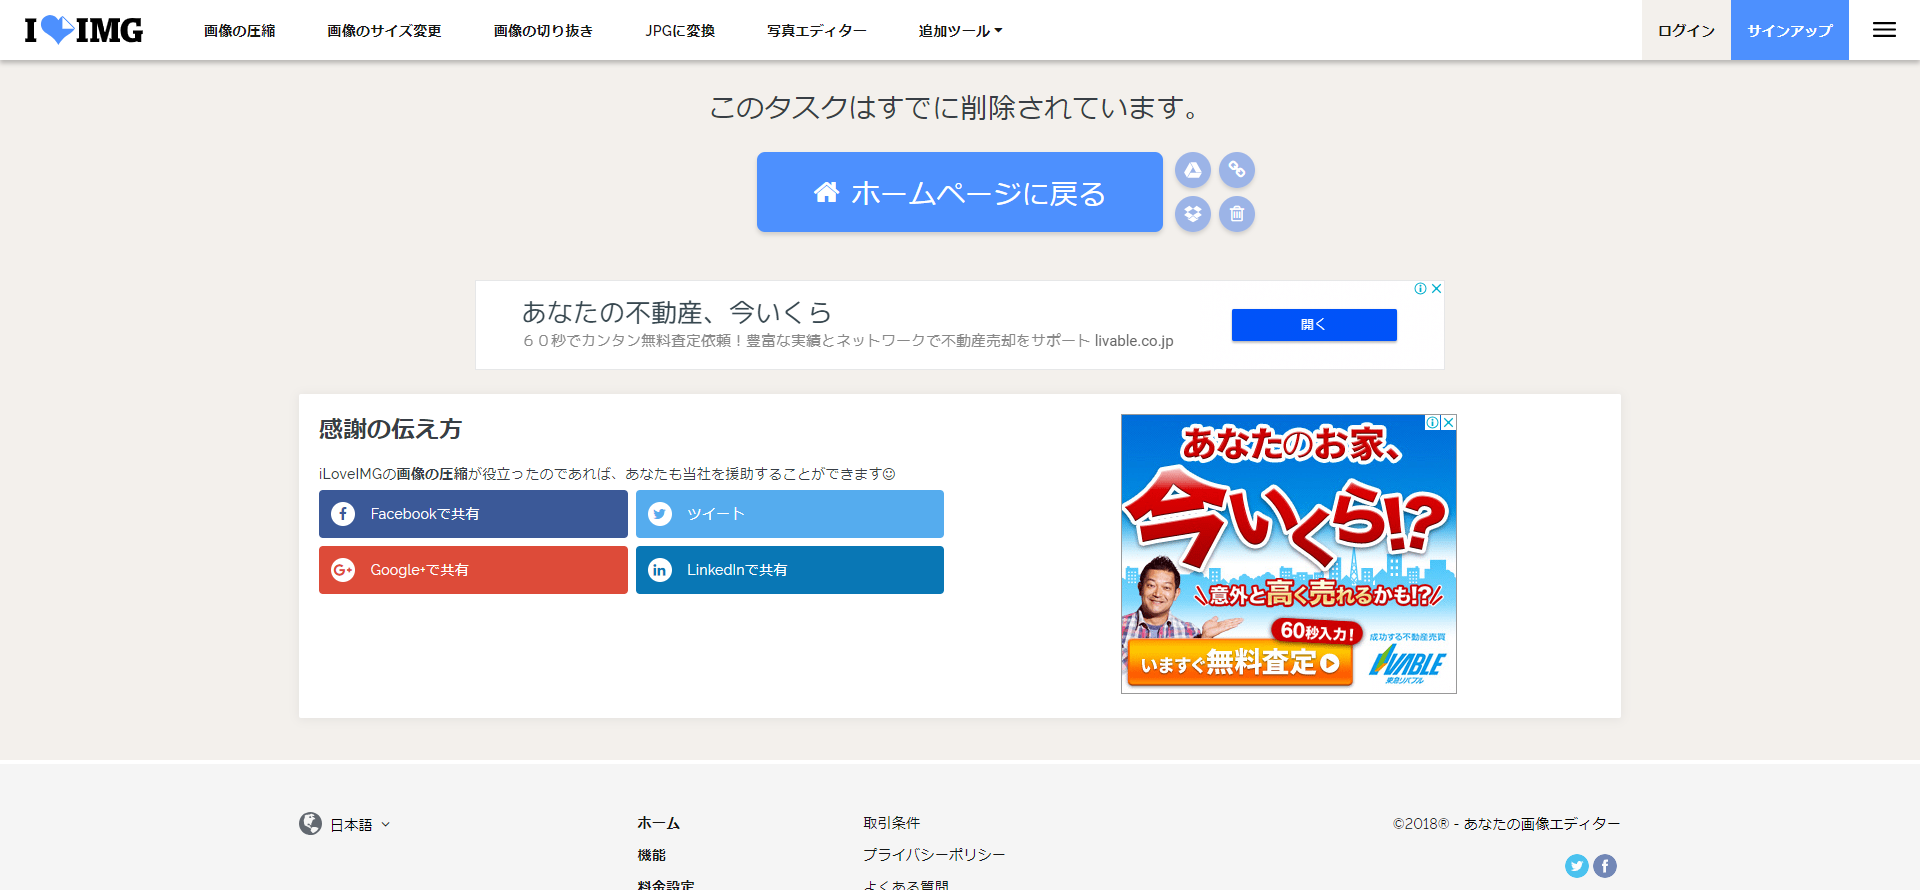 I IMG
画像の圧縮
画像のサイズ変更
画像の切り抜き
JPGに変換
写真エディター
追加ツール
ログイン
サインアップ
このタスクはすでに削除されています。
ホームページに戻る
あなたの不動産、今いくら
６０秒でカンタン無料査定依頼！豊富な実績とネットワークで不動産売却をサポート livable.co.jp
開く
感謝の伝え方
iLoveIMGの画像の圧縮が役立ったのであれば、あなたも当社を援助することができます
Facebookで共有
ツイート
Google+で共有
LinkedInで共有
あなたのお家、
今いくら!?
意外と高く売れるかも!?
60秒入力!
いますぐ無料査定
成功する不動産売買
LIVABLE
東急リバブル
日本語
ホーム
機能
料金設定
取引条件
プライバシーポリシー
よくある質問
©2018® - あなたの画像エディター